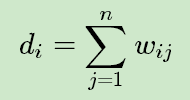 $d_i = \sum_{j=1}^{n} w_{ij}$